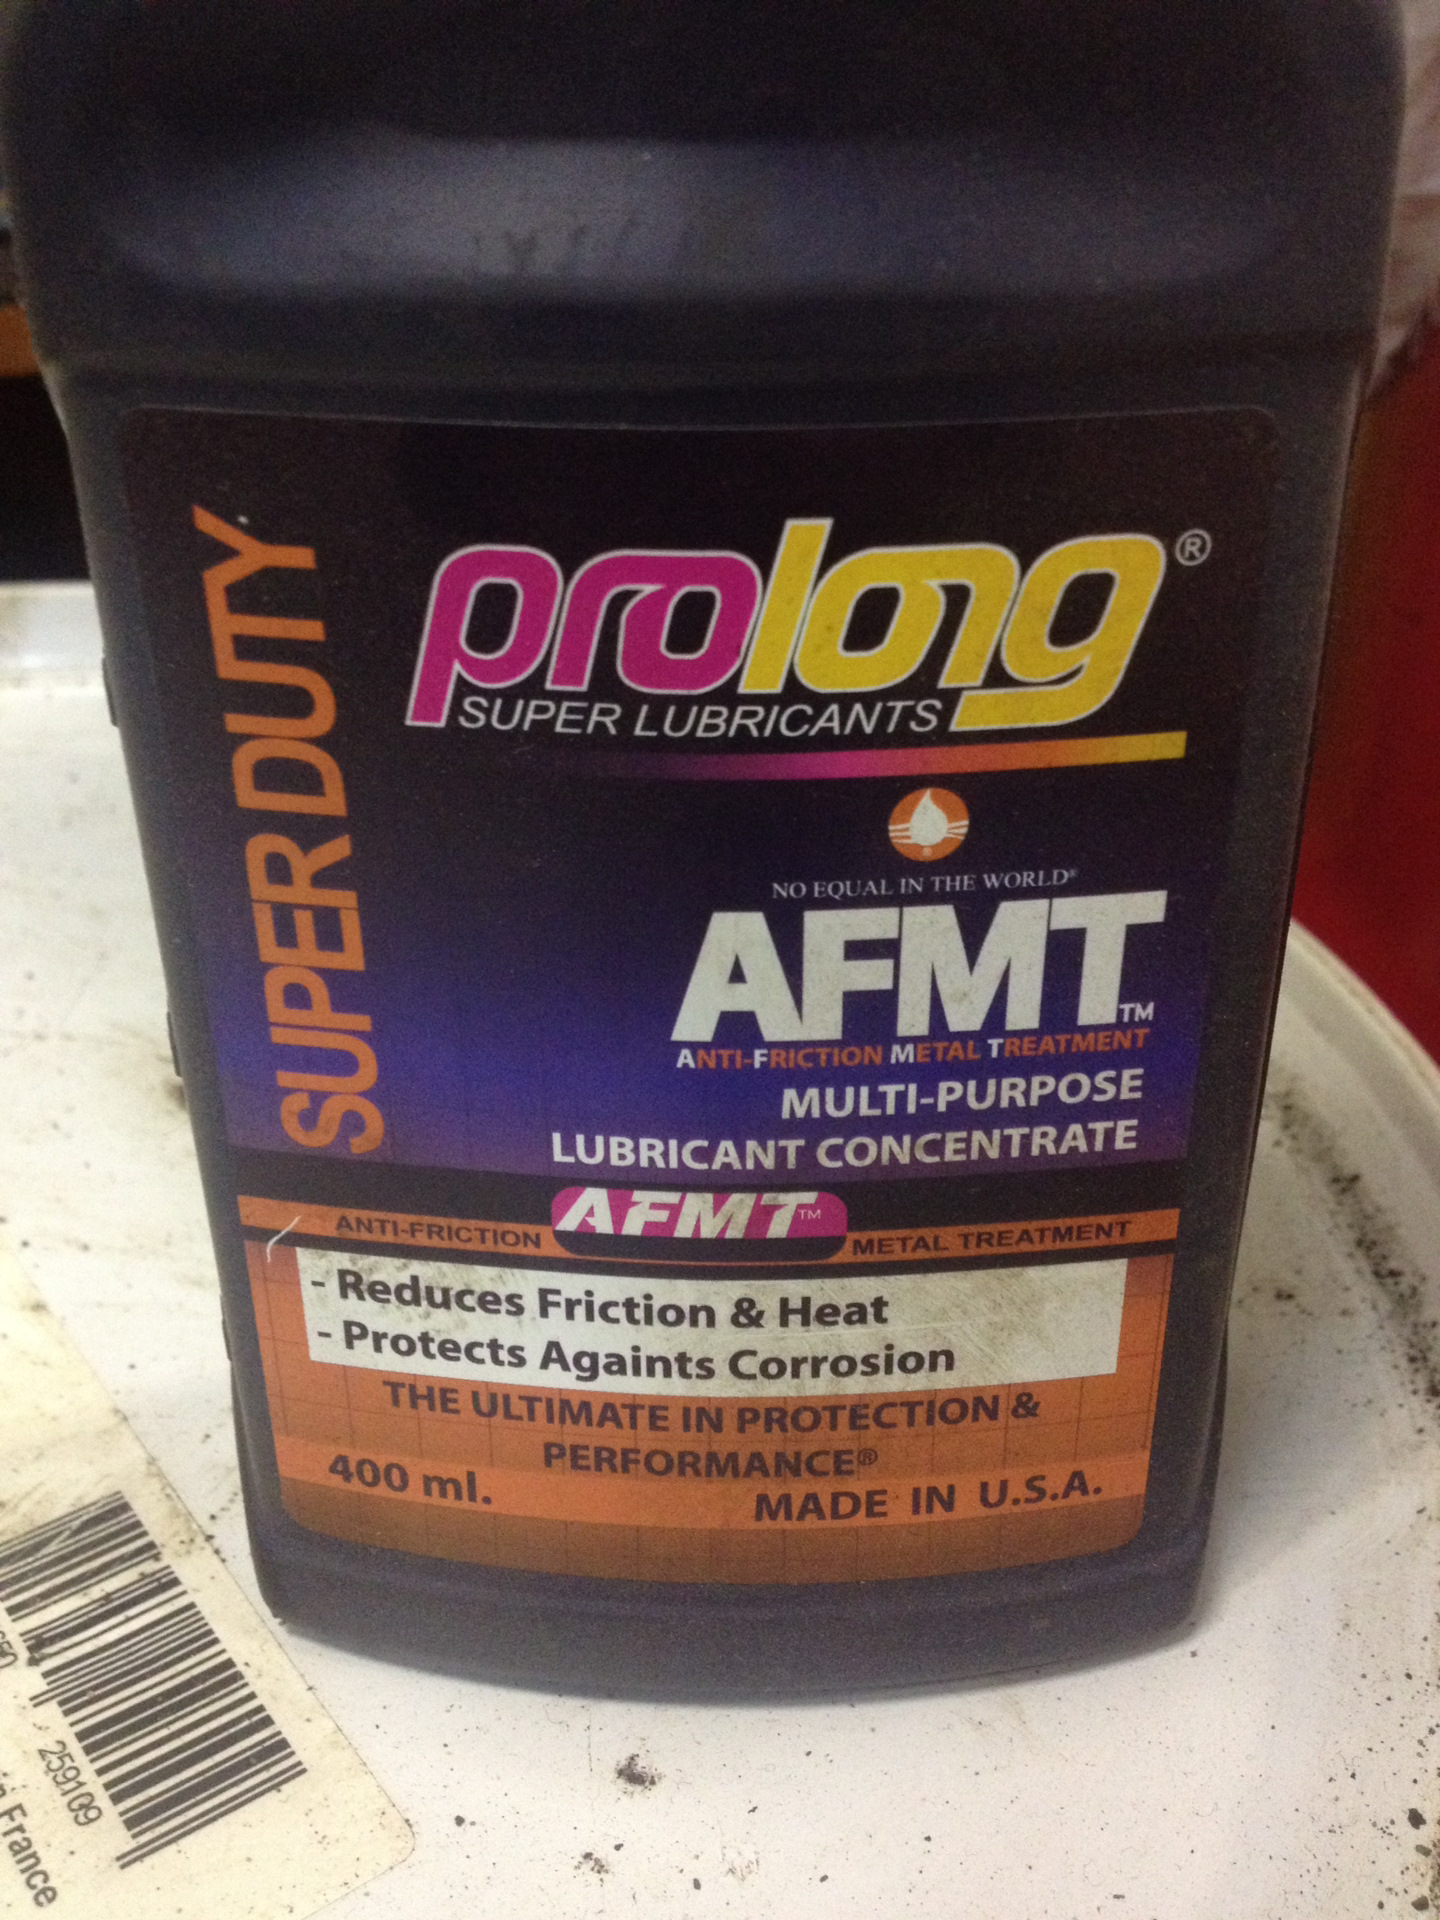 SUPER DUTY
prolong®
SUPER LUBRICANTS
NO EQUAL IN THE WORLD®
AFMT™
ANTI-FRICTION METAL TREATMENT
MULTI-PURPOSE
LUBRICANT CONCENTRATE
ANTI-FRICTION AFMT™ METAL TREATMENT
- Reduces Friction & Heat
- Protects Againts Corrosion
THE ULTIMATE IN PROTECTION &
PERFORMANCE®
400 ml.
MADE IN U.S.A.
259109
France